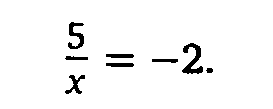 5/x = −2.